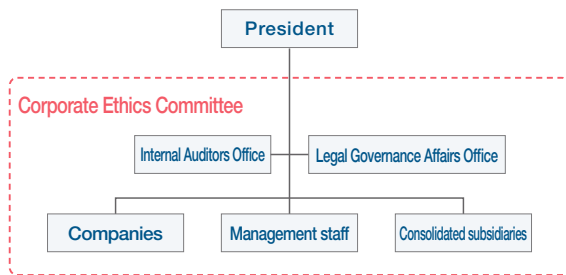 President
Corporate Ethics Committee
Internal Auditors Office
Legal Governance Affairs Office
Companies
Management staff
Consolidated subsidiaries